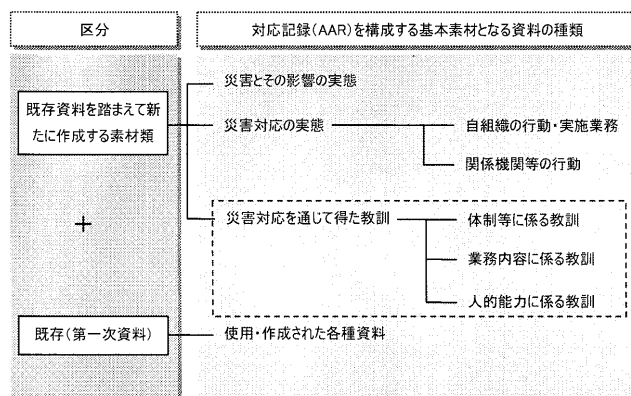 区分
対応記録（AAR）を構成する基本素材となる資料の種類
既存資料を踏まえて新
たに作成する素材類
災害とその影響の実態
災害対応の実態
自組織の行動・実施業務
関係機関等の行動
＋
災害対応を通じて得た教訓
体制等に係る教訓
業務内容に係る教訓
人的能力に係る教訓
既存（第一次資料）
使用・作成された各種資料